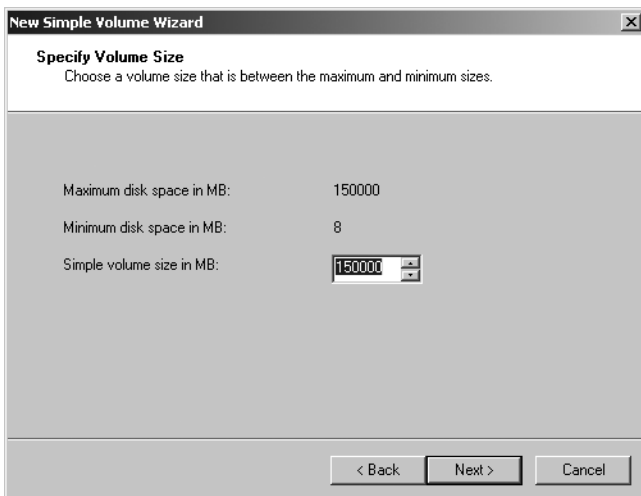 New Simple Volume Wizard
Specify Volume Size
Choose a volume size that is between the maximum and minimum sizes.
Maximum disk space in MB: 150000
Minimum disk space in MB: 8
Simple volume size in MB: 150000
< Back Next > Cancel